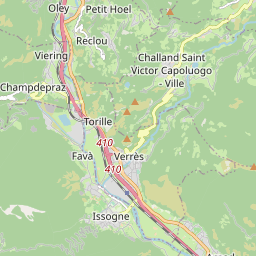 Oley
Petit Hoel
Reclou
Viering
Challand Saint
Victor Capoluogo
- Ville
Champdepraz
Torille
410
Favà
Verrès
410
Issogne